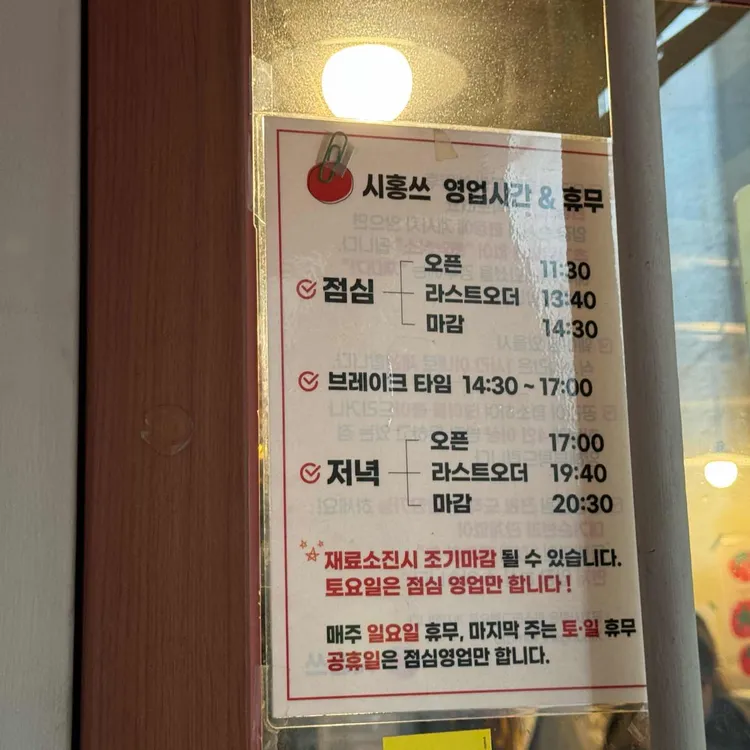 시홍쓰 영업시간 & 휴무
점심
오픈 11:30
라스트오더 13:40
마감 14:30
브레이크 타임 14:30 ~ 17:00
저녁
오픈 17:00
라스트오더 19:40
마감 20:30
재료소진시 조기마감 될 수 있습니다.
토요일은 점심 영업만 합니다!
매주 일요일 휴무, 마지막 주는 토·일 휴무
공휴일은 점심영업만 합니다.